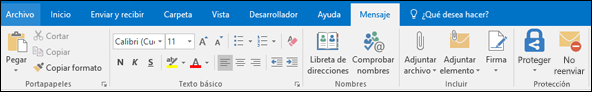 Archivo Inicio Enviar y recibir Carpeta Vista Desarrollador Ayuda Mensaje ¿Qué desea hacer?
Pegar
Cortar
Copiar
Copiar formato
Portapapeles
Calibri (Cu 11 A A
N K S A
Texto básico
Libreta de direcciones
Comprobar nombres
Nombres
Adjuntar archivo
Adjuntar elemento
Firma
Incluir
Proteger
No reenviar
Protección